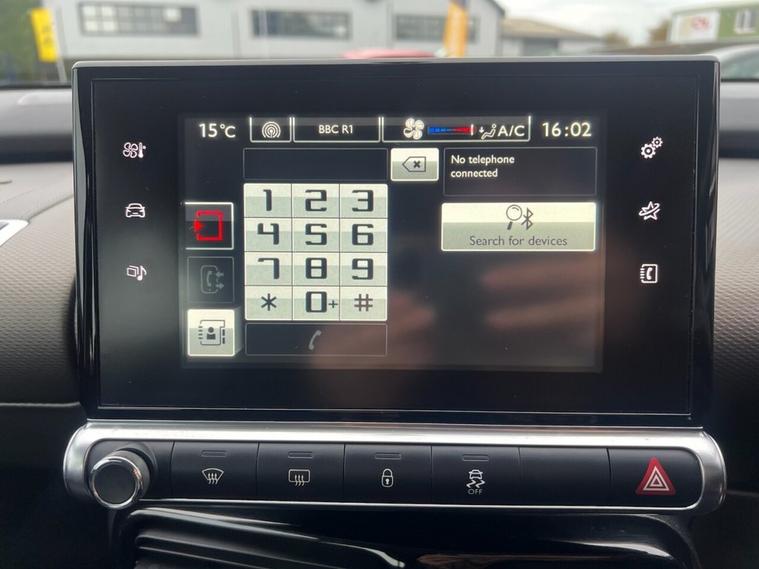 15°C BBC R1 A/C 16:02
No telephone
connected
1 2 3
4 5 6
7 8 9
* 0+ #
Search for devices
OFF